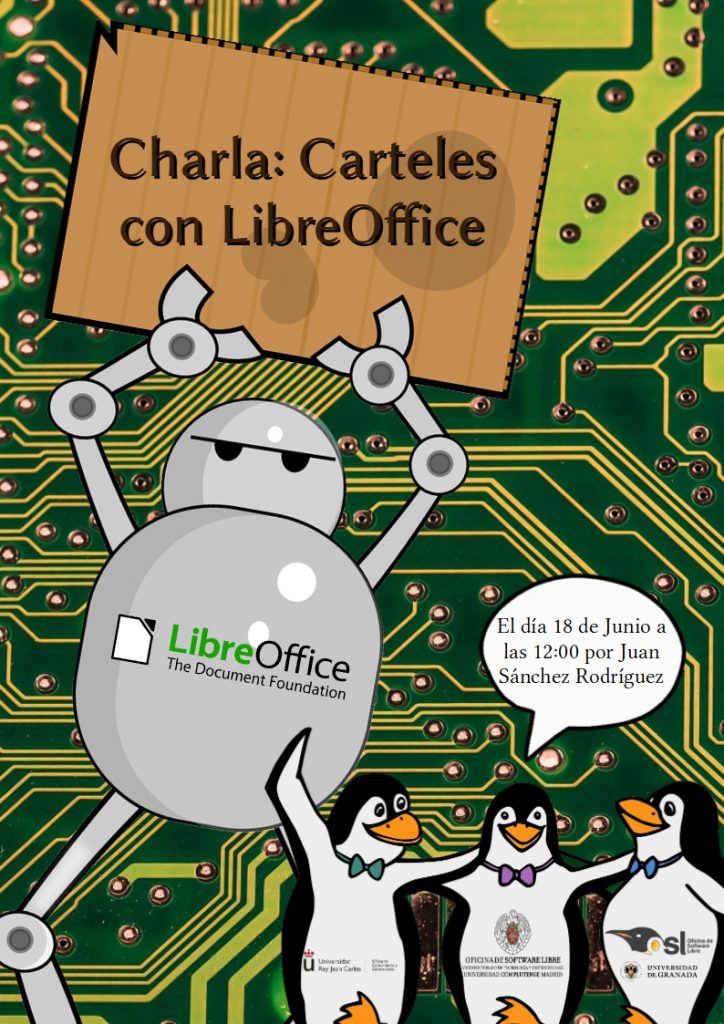 Charla: Carteles
con LibreOffice
LibreOffice
The Document Foundation
El día 18 de Junio a
las 12:00 por Juan
Sánchez Rodríguez
Universidad
Rey Juan Carlos
OFICINA DE SOFTWARE LIBRE
UNIVERSIDAD COMPLUTENSE MADRID
osl
Oficina de
Software
Libre
UNIVERSIDAD
DE GRANADA